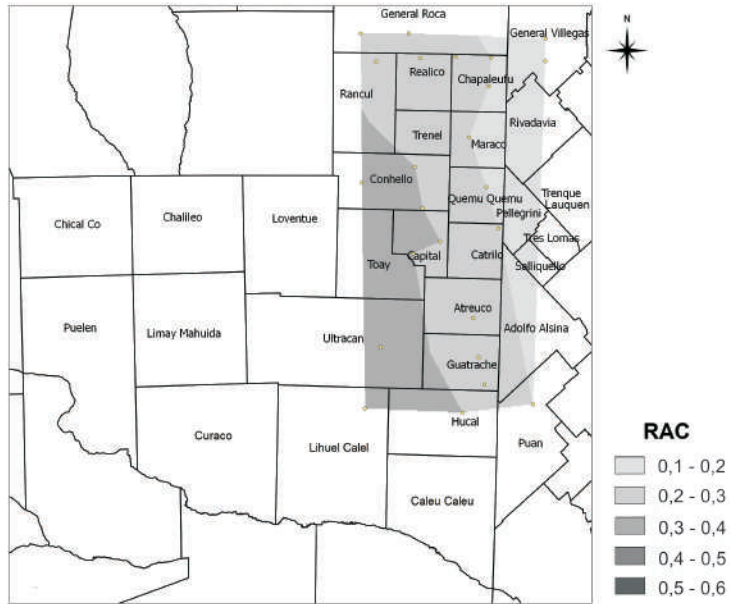 General Roca
General Villegas
N
Realico
Chapaleufu
Rancul
Rivadavia
Trenel
Maraco
Conhello
Quemu Quemu
Trenque
Lauquen
Pellegrini
Chical Co
Chalileo
Loventue
Tres Lomas
Toay
Capital
Catrilo
Salliquello
Puelen
Limay Mahuida
Ultracan
Atreuco
Adolfo Alsina
Guatrache
Curaco
Lihuel Calel
Hucal
Puan
Caleu Caleu
RAC
0,1 - 0,2
0,2 - 0,3
0,3 - 0,4
0,4 - 0,5
0,5 - 0,6